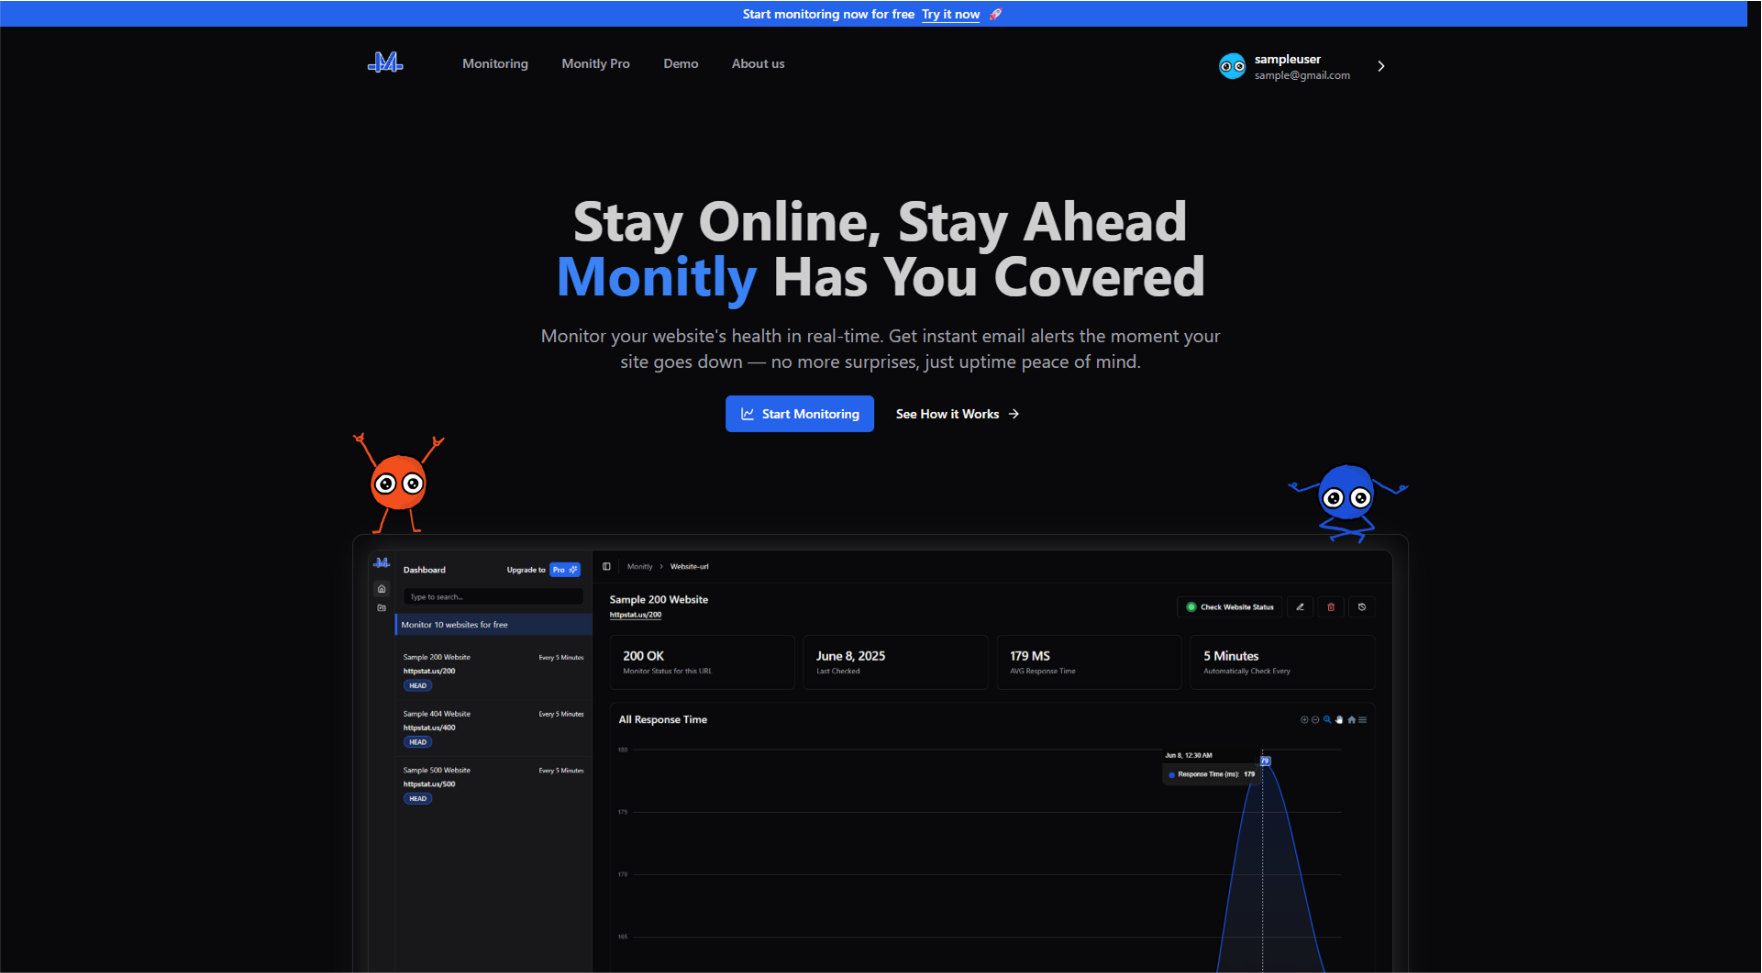 Start monitoring now for free Try it now 🚀
Monitoring Monitly Pro Demo About us
sampleuser
sample@gmail.com
Stay Online, Stay Ahead
Monitly Has You Covered
Monitor your website's health in real-time. Get instant email alerts the moment your
site goes down — no more surprises, just uptime peace of mind.
Start Monitoring
See How it Works →
Dashboard
Upgrade to Pro
Type to search...
Monitor 10 websites for free
Sample 200 Website Every 5 Minutes
httpstat.us/200
HEAD
Sample 404 Website Every 5 Minutes
httpstat.us/400
HEAD
Sample 500 Website Every 5 Minutes
httpstat.us/500
HEAD
Monitly > Website-url
Sample 200 Website
httpstat.us/200
Check Website Status
200 OK
Monitor Status for this URL
June 8, 2025
Last Checked
179 MS
AVG Response Time
5 Minutes
Automatically Check Every
All Response Time
180
Jun 8, 12:30 AM
Response Time (ms): 179
79
175
170
165